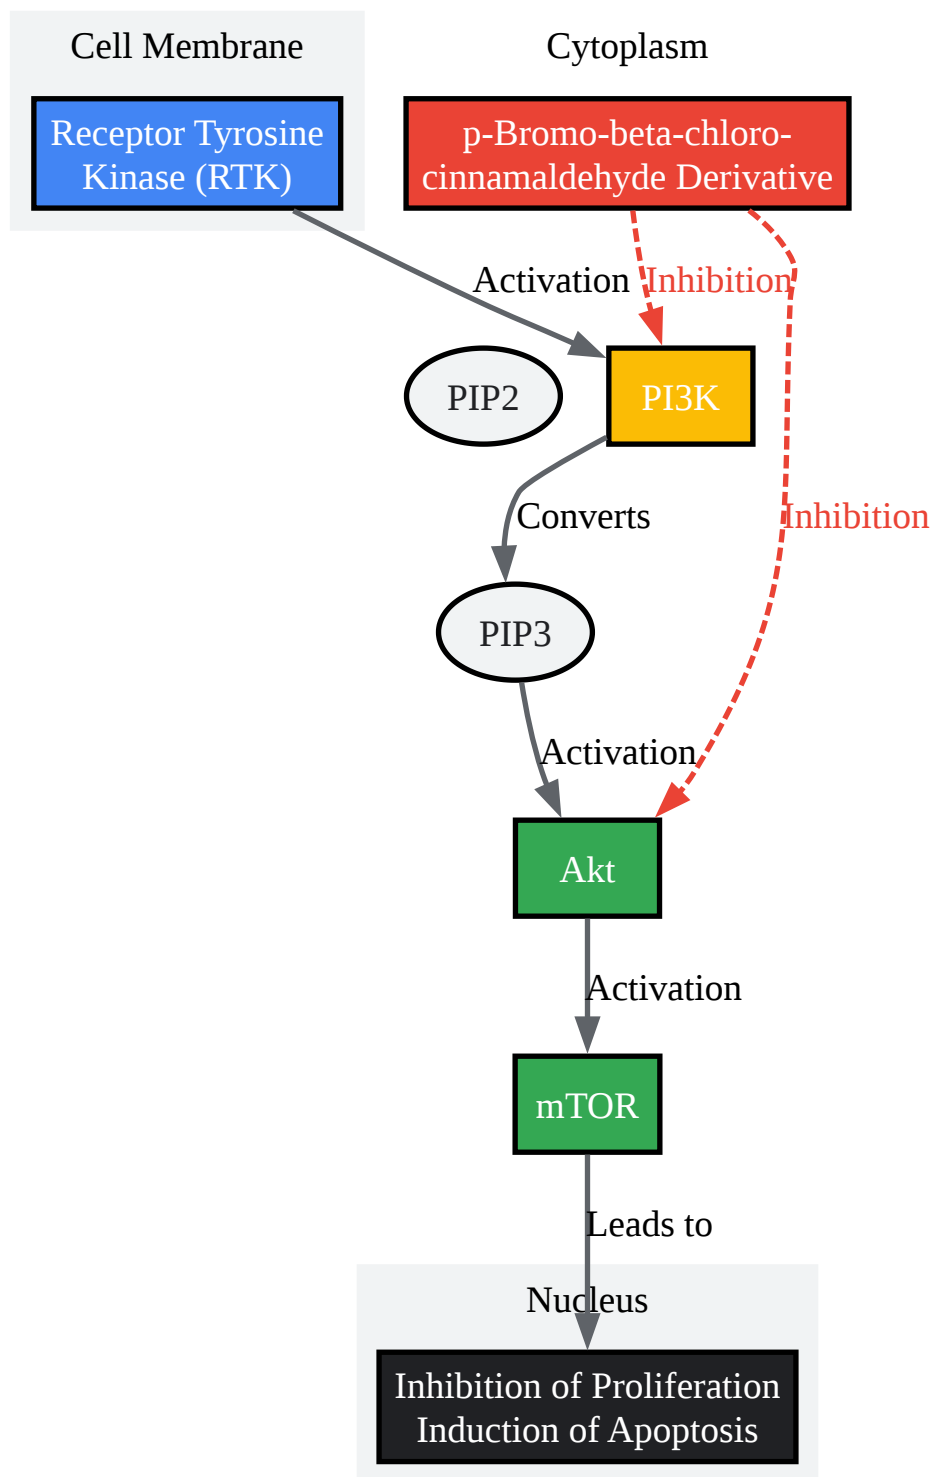 Cell Membrane
Cytoplasm
Receptor Tyrosine
Kinase (RTK)
p-Bromo-beta-chloro-
cinnamaldehyde Derivative
Activation
Inhibition
PIP2
PI3K
Converts
Inhibition
PIP3
Activation
Akt
Activation
mTOR
Leads to
Nucleus
Inhibition of Proliferation
Induction of Apoptosis